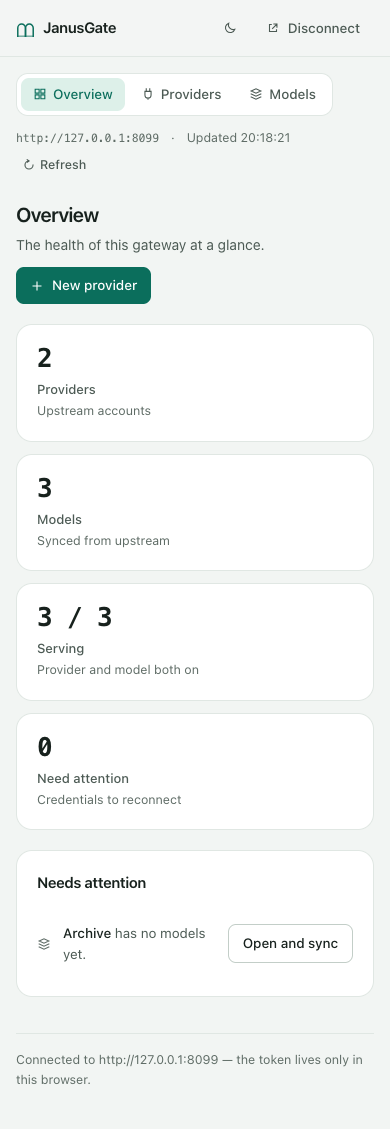 JanusGate
Disconnect
Overview
Providers
Models
http://127.0.0.1:8099 · Updated 20:18:21
Refresh
Overview
The health of this gateway at a glance.
New provider
2
Providers
Upstream accounts
3
Models
Synced from upstream
3 / 3
Serving
Provider and model both on
0
Need attention
Credentials to reconnect
Needs attention
Archive has no models
yet.
Open and sync
Connected to http://127.0.0.1:8099 — the token lives only in
this browser.